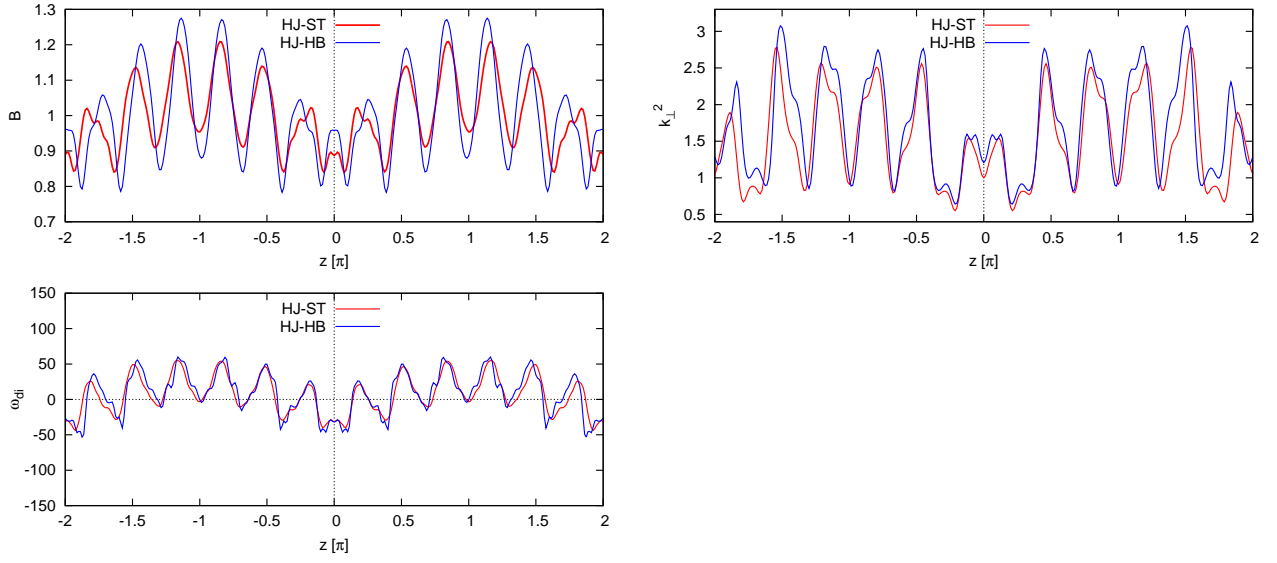 B
1.3
1.2
1.1
1
0.9
0.8
0.7
HJ-ST
HJ-HB
-2 -1.5 -1 -0.5 0 0.5 1 1.5 2
z [π]
k⊥²
3
2.5
2
1.5
1
0.5
HJ-ST
HJ-HB
-2 -1.5 -1 -0.5 0 0.5 1 1.5 2
z [π]
ωdi
150
100
50
0
-50
-100
-150
HJ-ST
HJ-HB
-2 -1.5 -1 -0.5 0 0.5 1 1.5 2
z [π]